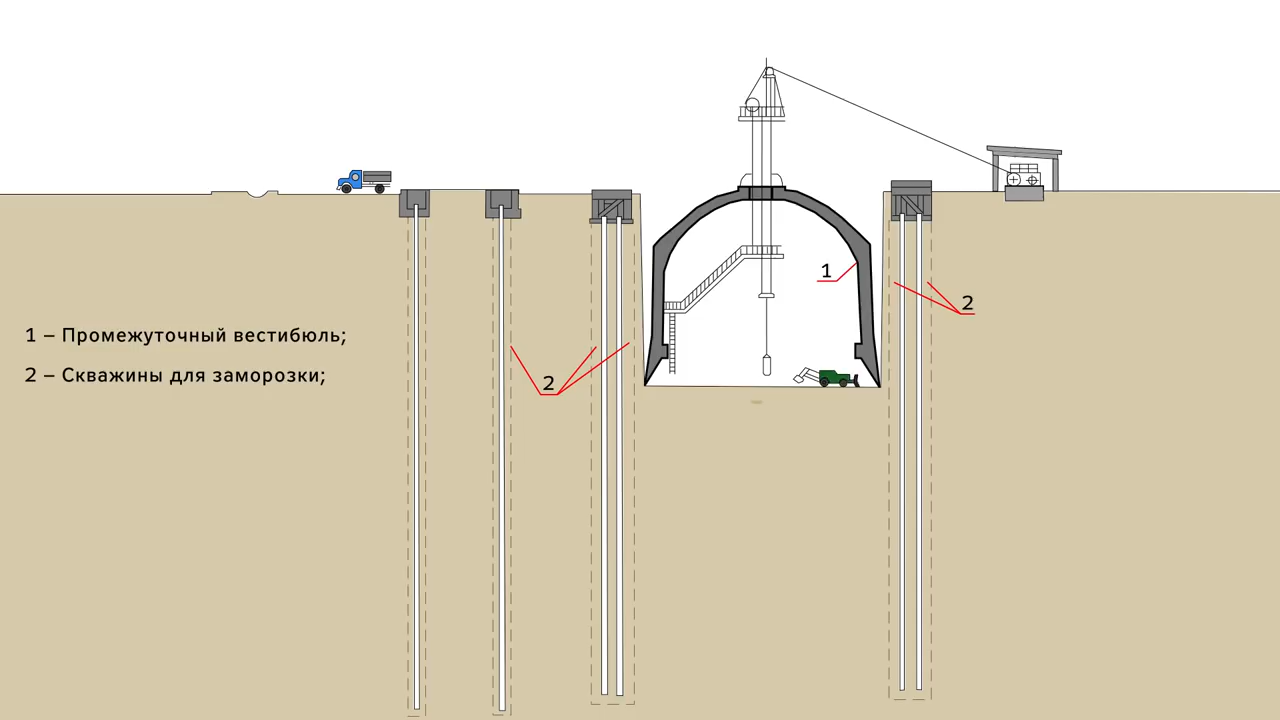 1
2
1 – Промежуточный вестибюль;
2
2 – Скважины для заморозки;